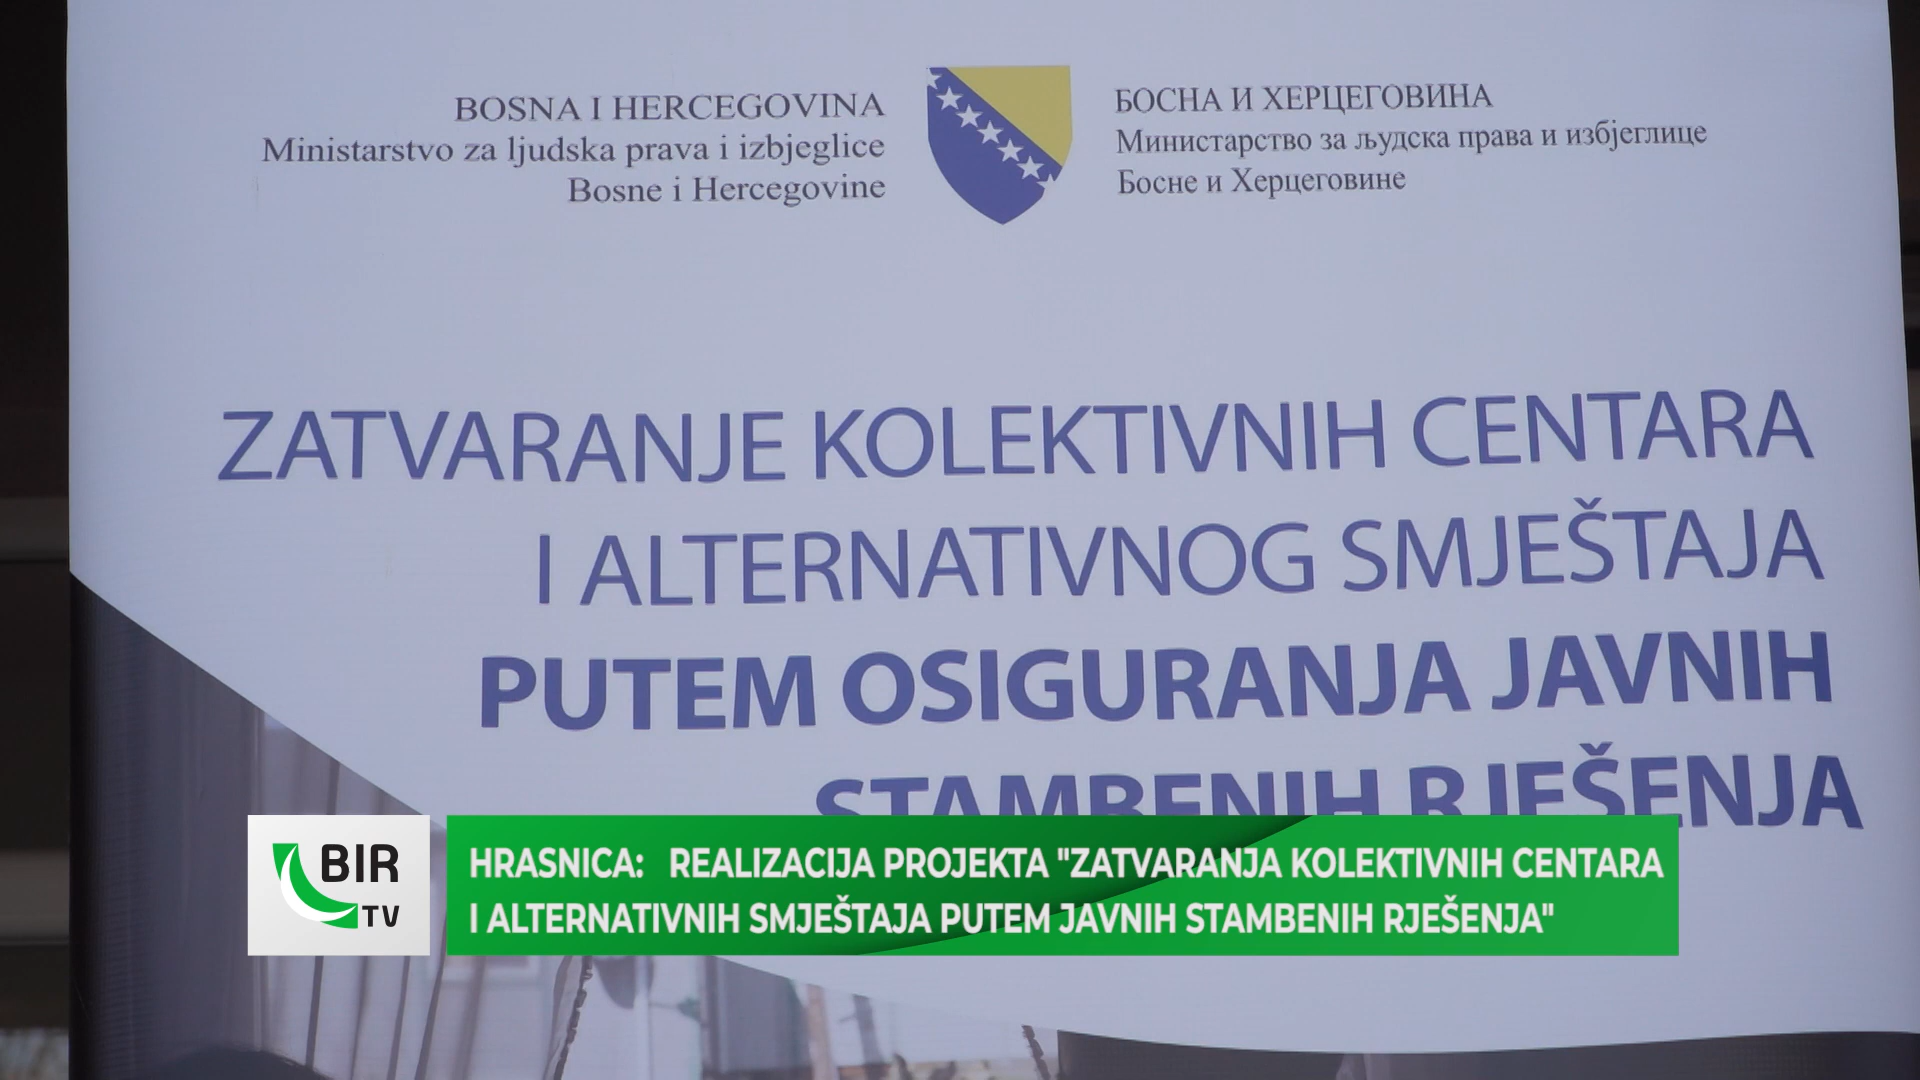 BOSNA I HERCEGOVINA
Ministarstvo za ljudska prava i izbjeglice
Bosne i Hercegovine
БОСНА И ХЕРЦЕГОВИНА
Министарство за људска права и избјеглице
Босне и Херцеговине
ZATVARANJE KOLEKTIVNIH CENTARA
I ALTERNATIVNOG SMJEŠTAJA
PUTEM OSIGURANJA JAVNIH
STAMBENIH RJEŠENJA
BIR
TV
HRASNICA: REALIZACIJA PROJEKTA "ZATVARANJA KOLEKTIVNIH CENTARA
I ALTERNATIVNIH SMJEŠTAJA PUTEM JAVNIH STAMBENIH RJEŠENJA"